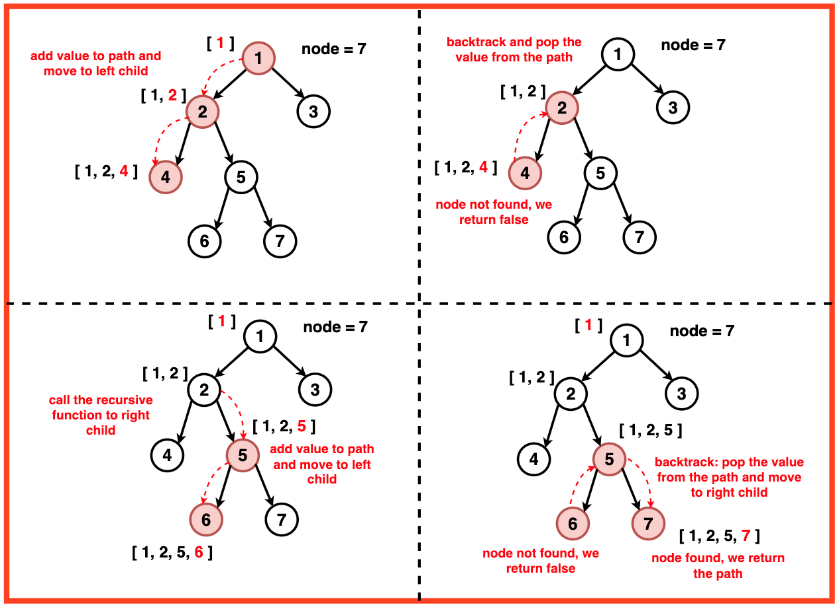 [ 1 ]
node = 7
add value to path and
move to left child
1
[ 1, 2 ]
2
3
[ 1, 2, 4 ]
4
5
6
7
backtrack and pop the
value from the path
node = 7
1
[ 1, 2 ]
2
3
[ 1, 2, 4 ]
4
5
node not found, we
return false
6
7
[ 1 ]
node = 7
1
[ 1, 2 ]
2
3
call the recursive
function to right
child
[ 1, 2, 5 ]
4
5
add value to path
and move to left
child
6
7
[ 1, 2, 5, 6 ]
[ 1 ]
node = 7
1
[ 1, 2 ]
2
3
[ 1, 2, 5 ]
4
5
backtrack: pop the value
from the path and move
to right child
6
7
[ 1, 2, 5, 7 ]
node not found, we
return false
node found, we return
the path